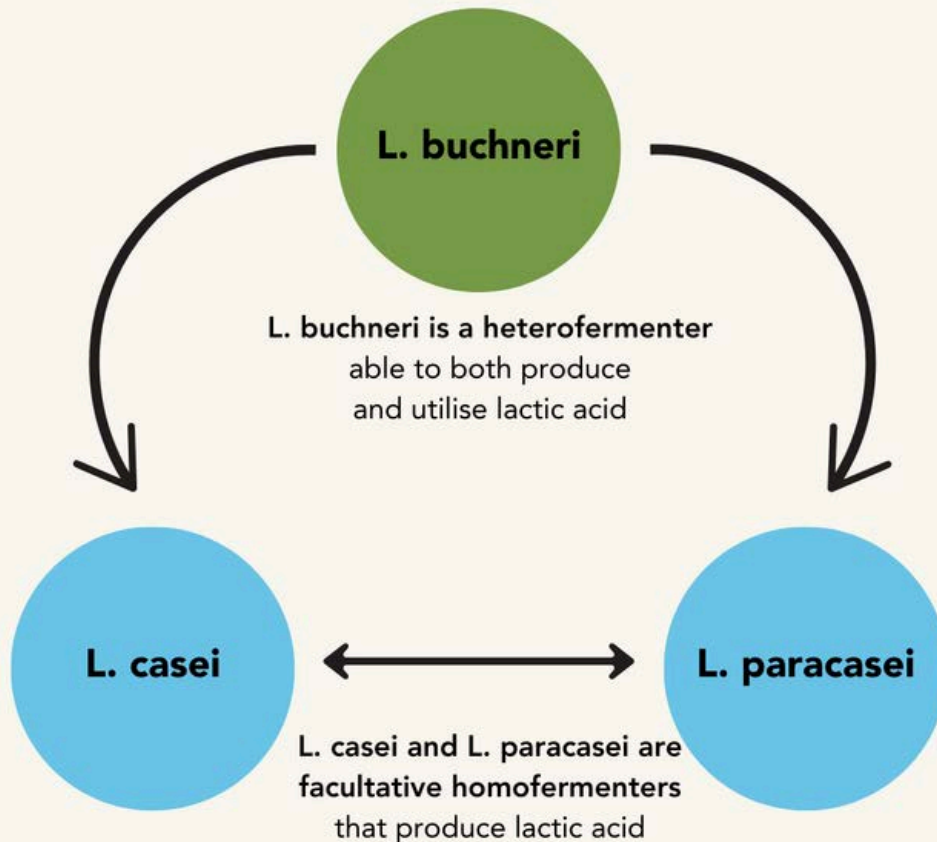 L. buchneri
L. buchneri is a heterofermenter
able to both produce
and utilise lactic acid
L. casei
L. paracasei
L. casei and L. paracasei are
facultative homofermenters
that produce lactic acid